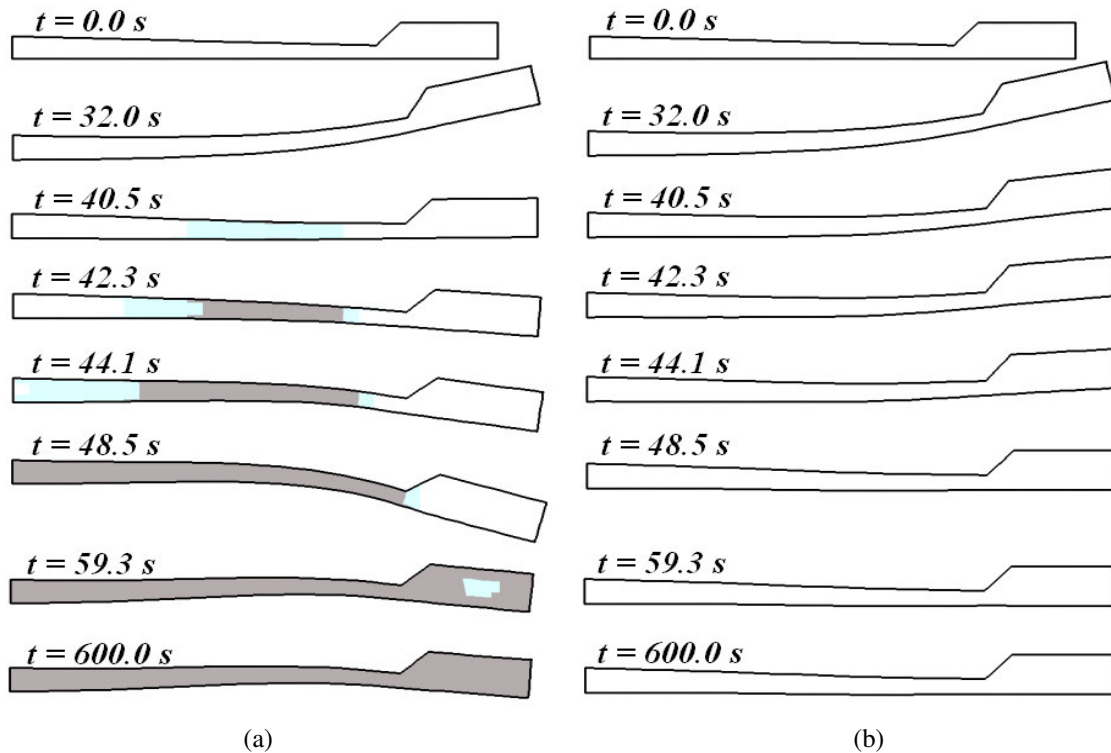 t = 0.0 s
t = 32.0 s
t = 40.5 s
t = 42.3 s
t = 44.1 s
t = 48.5 s
t = 59.3 s
t = 600.0 s
(a)
t = 0.0 s
t = 32.0 s
t = 40.5 s
t = 42.3 s
t = 44.1 s
t = 48.5 s
t = 59.3 s
t = 600.0 s
(b)